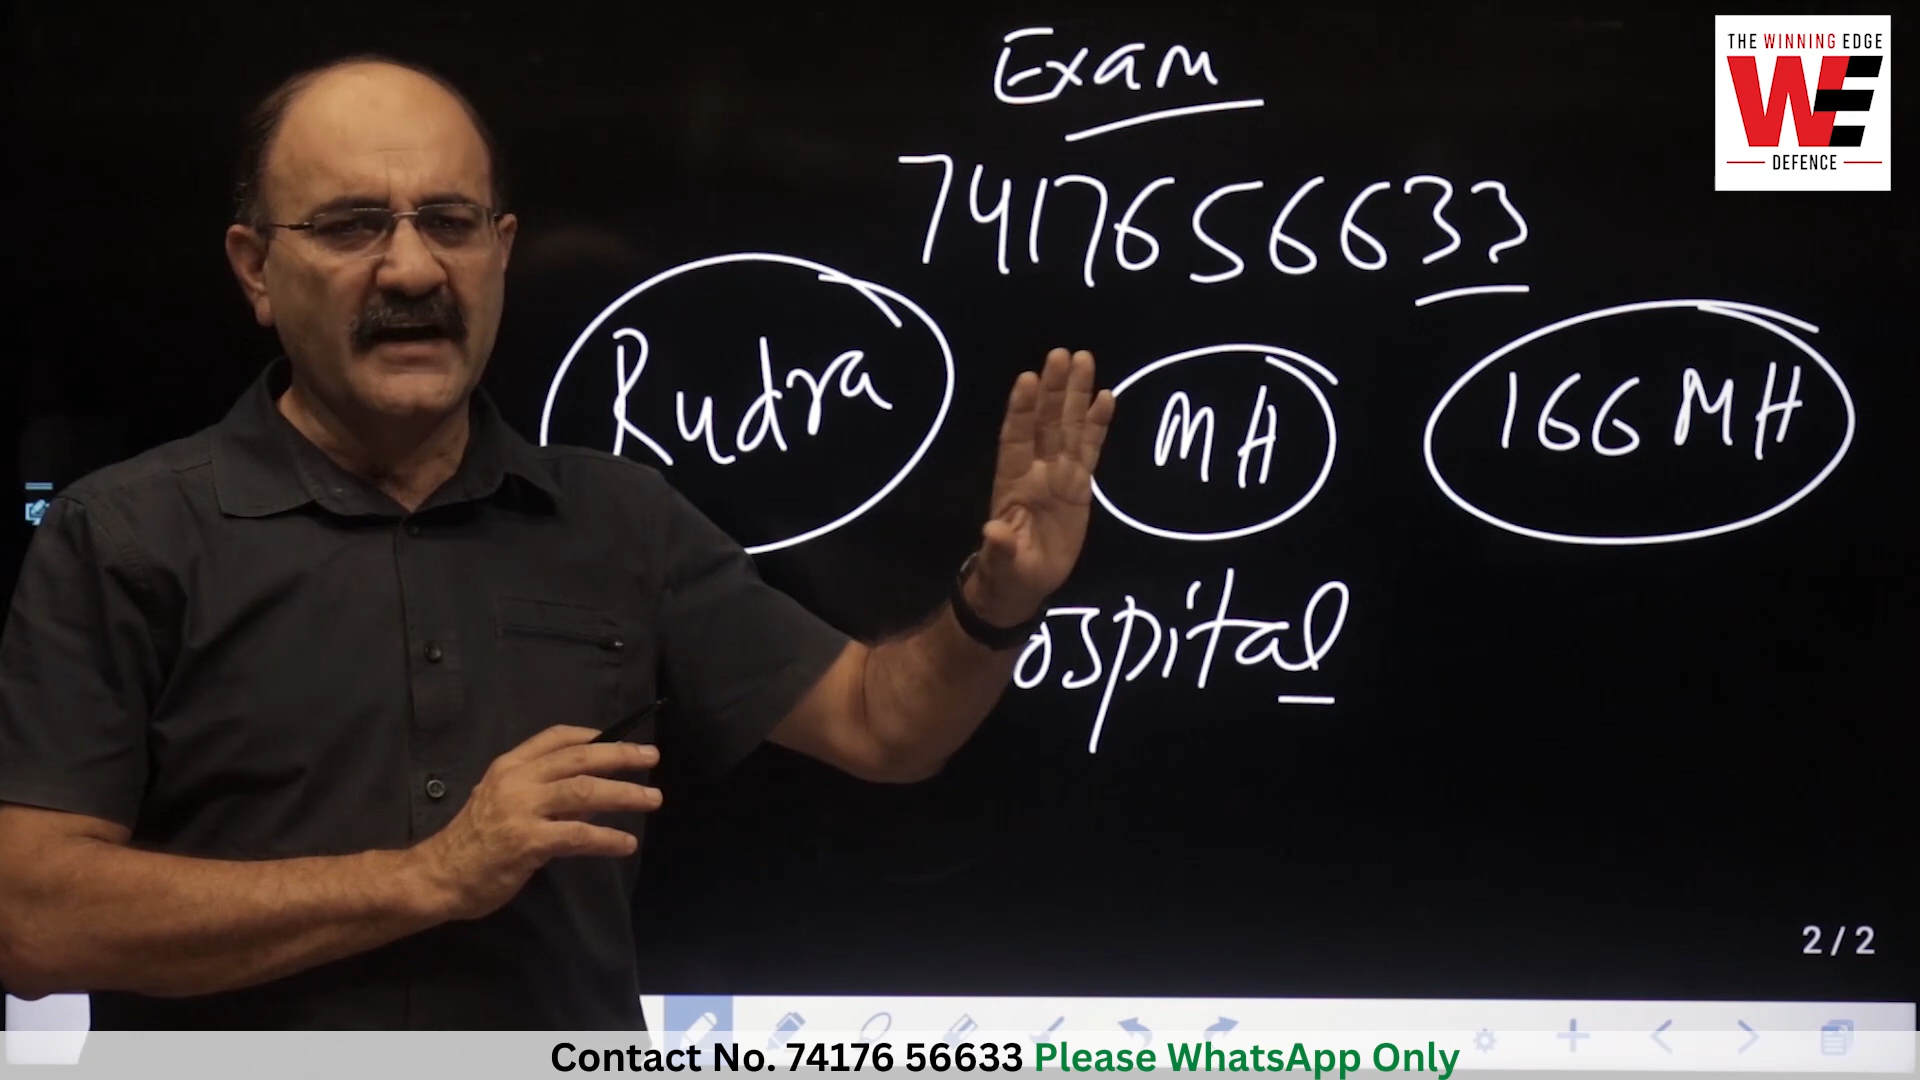 Exam
7417656633
Rudra
MH
166 MH
ospital
THE WINNING EDGE
WE
DEFENCE
2 / 2
Contact No. 74176 56633 Please WhatsApp Only